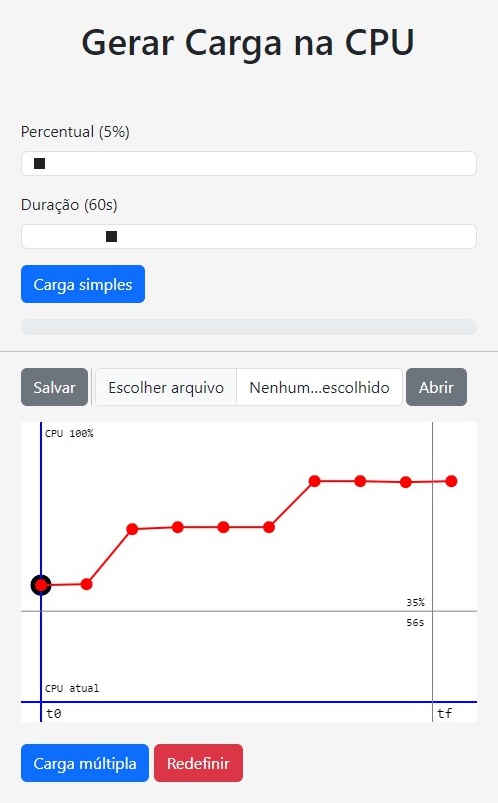 Gerar Carga na CPU
Percentual (5%)
Duração (60s)
Carga simples
Salvar Escolher arquivo Nenhum...escolhido Abrir
CPU 100%
35%
56s
CPU atual
t0 tf
Carga múltipla Redefinir